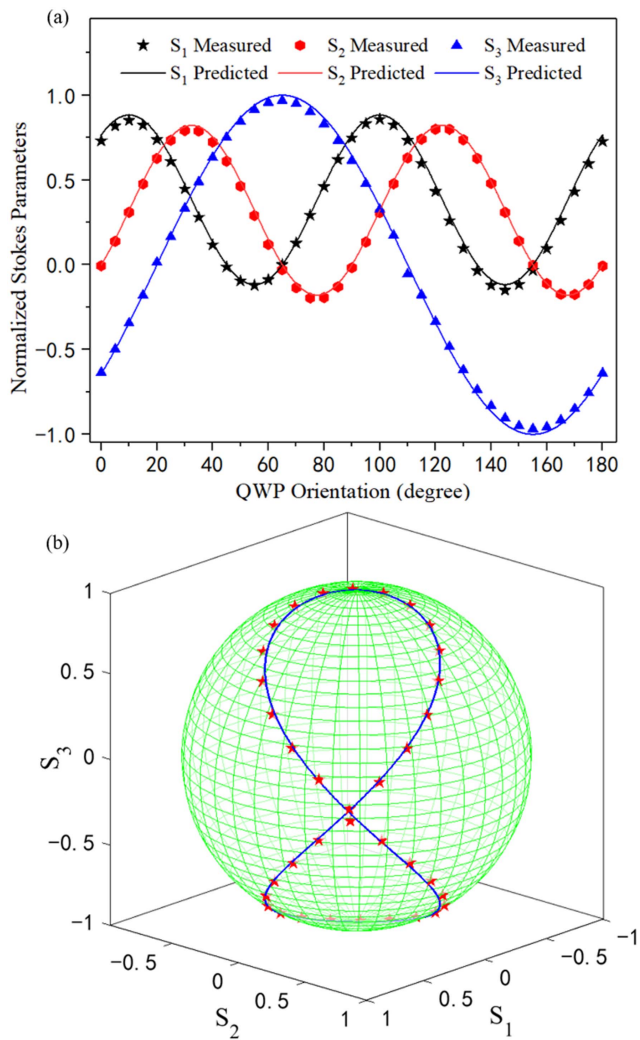 (a)
S1 Measured S2 Measured S3 Measured
S1 Predicted S2 Predicted S3 Predicted
Normalized Stokes Parameters
1.0
0.5
0.0
−0.5
−1.0
0 20 40 60 80 100 120 140 160 180
QWP Orientation (degree)
(b)
S3
1
0.5
0
−0.5
−1
−0.5
0
0.5
1
S2
1
0.5
0
−0.5
−1
S1